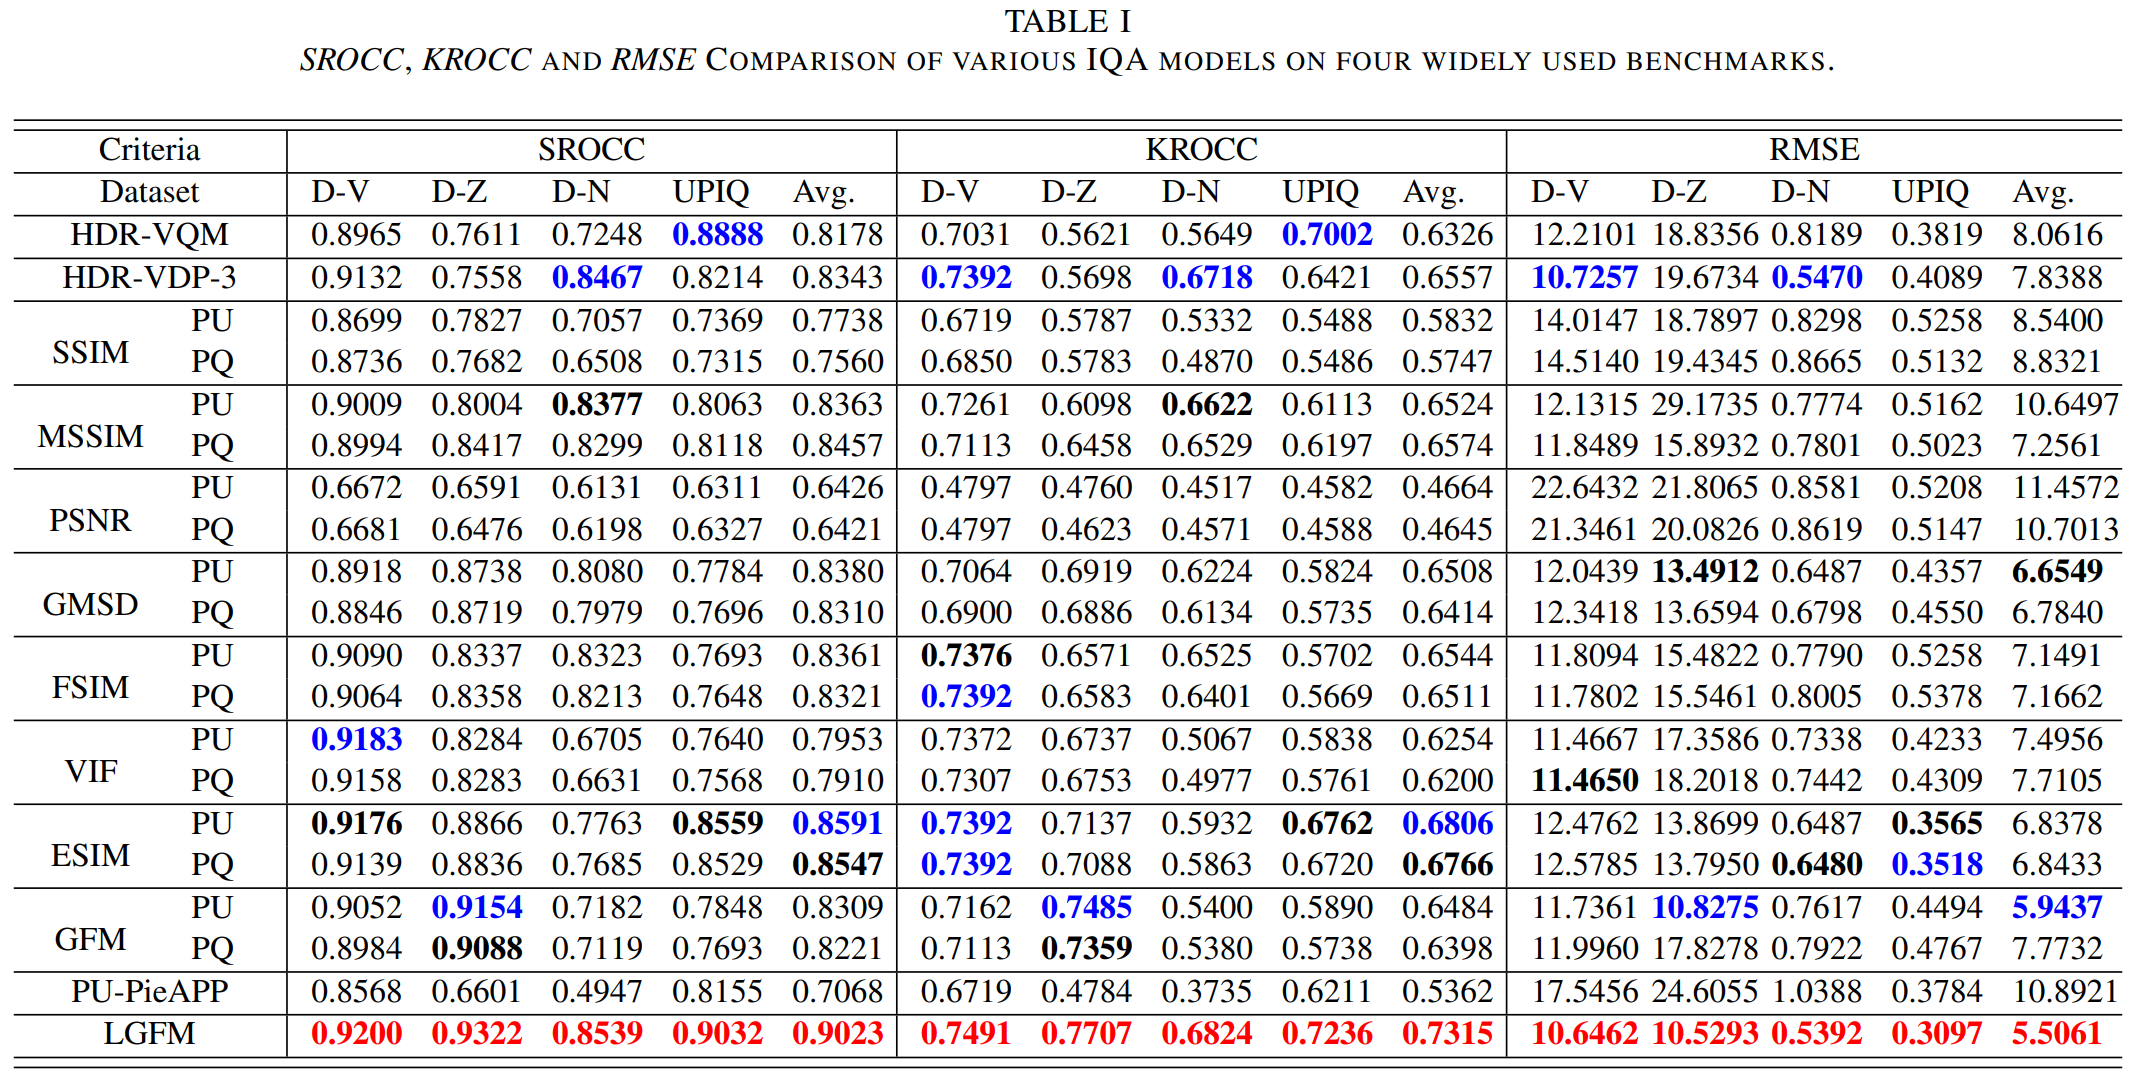 TABLE I
SROCC, KROCC AND RMSE COMPARISON OF VARIOUS IQA MODELS ON FOUR WIDELY USED BENCHMARKS.
Criteria SROCC KROCC RMSE
Dataset D-V D-Z D-N UPIQ Avg. D-V D-Z D-N UPIQ Avg. D-V D-Z D-N UPIQ Avg.
HDR-VQM 0.8965 0.7611 0.7248 0.8888 0.8178 0.7031 0.5621 0.5649 0.7002 0.6326 12.2101 18.8356 0.8189 0.3819 8.0616
HDR-VDP-3 0.9132 0.7558 0.8467 0.8214 0.8343 0.7392 0.5698 0.6718 0.6421 0.6557 10.7257 19.6734 0.5470 0.4089 7.8388
SSIM PU 0.8699 0.7827 0.7057 0.7369 0.7738 0.6719 0.5787 0.5332 0.5488 0.5832 14.0147 18.7897 0.8298 0.5258 8.5400
PQ 0.8736 0.7682 0.6508 0.7315 0.7560 0.6850 0.5783 0.4870 0.5486 0.5747 14.5140 19.4345 0.8665 0.5132 8.8321
MSSIM PU 0.9009 0.8004 0.8377 0.8063 0.8363 0.7261 0.6098 0.6622 0.6113 0.6524 12.1315 29.1735 0.7774 0.5162 10.6497
PQ 0.8994 0.8417 0.8299 0.8118 0.8457 0.7113 0.6458 0.6529 0.6197 0.6574 11.8489 15.8932 0.7801 0.5023 7.2561
PSNR PU 0.6672 0.6591 0.6131 0.6311 0.6426 0.4797 0.4760 0.4517 0.4582 0.4664 22.6432 21.8065 0.8581 0.5208 11.4572
PQ 0.6681 0.6476 0.6198 0.6327 0.6421 0.4797 0.4623 0.4571 0.4588 0.4645 21.3461 20.0826 0.8619 0.5147 10.7013
GMSD PU 0.8918 0.8738 0.8080 0.7784 0.8380 0.7064 0.6919 0.6224 0.5824 0.6508 12.0439 13.4912 0.6487 0.4357 6.6549
PQ 0.8846 0.8719 0.7979 0.7696 0.8310 0.6900 0.6886 0.6134 0.5735 0.6414 12.3418 13.6594 0.6798 0.4550 6.7840
FSIM PU 0.9090 0.8337 0.8323 0.7693 0.8361 0.7376 0.6571 0.6525 0.5702 0.6544 11.8094 15.4822 0.7790 0.5258 7.1491
PQ 0.9064 0.8358 0.8213 0.7648 0.8321 0.7392 0.6583 0.6401 0.5669 0.6511 11.7802 15.5461 0.8005 0.5378 7.1662
VIF PU 0.9183 0.8284 0.6705 0.7640 0.7953 0.7372 0.6737 0.5067 0.5838 0.6254 11.4667 17.3586 0.7338 0.4233 7.4956
PQ 0.9158 0.8283 0.6631 0.7568 0.7910 0.7307 0.6753 0.4977 0.5761 0.6200 11.4650 18.2018 0.7442 0.4309 7.7105
ESIM PU 0.9176 0.8866 0.7763 0.8559 0.8591 0.7392 0.7137 0.5932 0.6762 0.6806 12.4762 13.8699 0.6487 0.3565 6.8378
PQ 0.9139 0.8836 0.7685 0.8529 0.8547 0.7392 0.7088 0.5863 0.6720 0.6766 12.5785 13.7950 0.6480 0.3518 6.8433
GFM PU 0.9052 0.9154 0.7182 0.7848 0.8309 0.7162 0.7485 0.5400 0.5890 0.6484 11.7361 10.8275 0.7617 0.4494 5.9437
PQ 0.8984 0.9088 0.7119 0.7693 0.8221 0.7113 0.7359 0.5380 0.5738 0.6398 11.9960 17.8278 0.7922 0.4767 7.7732
PU-PieAPP 0.8568 0.6601 0.4947 0.8155 0.7068 0.6719 0.4784 0.3735 0.6211 0.5362 17.5456 24.6055 1.0388 0.3784 10.8921
LGFM 0.9200 0.9322 0.8539 0.9032 0.9023 0.7491 0.7707 0.6824 0.7236 0.7315 10.6462 10.5293 0.5392 0.3097 5.5061